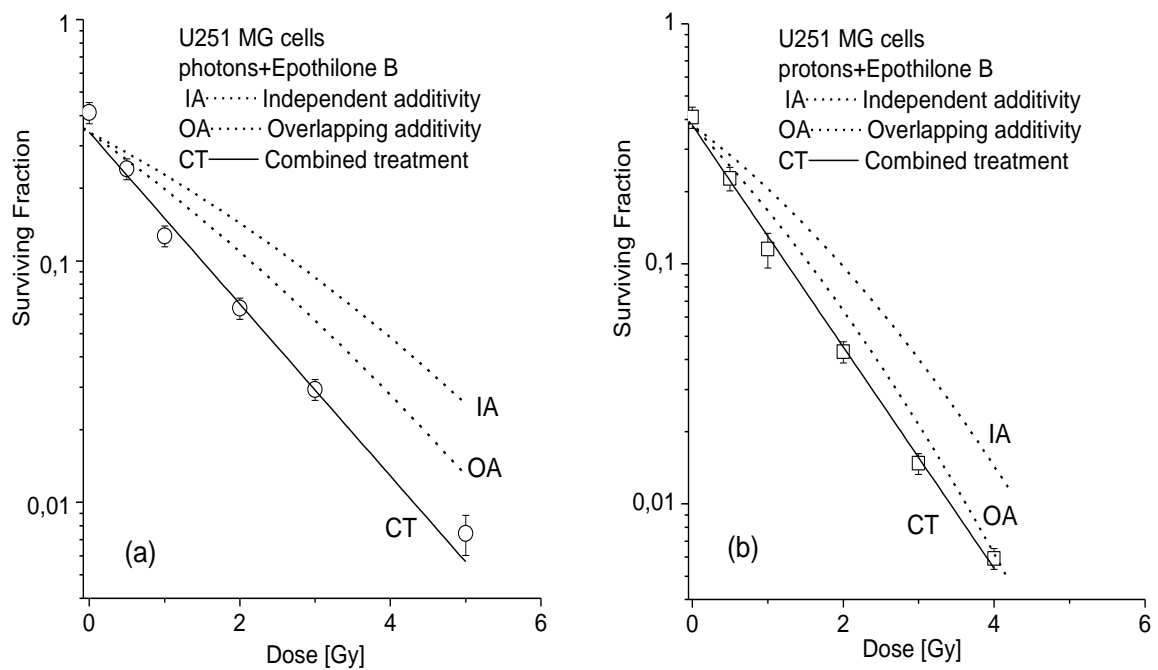 1
U251 MG cells
photons+Epothilone B
IA Independent additivity
OA Overlapping additivity
CT Combined treatment
Surviving Fraction
0,1
IA
OA
0,01
CT
(a)
0 2 4 6
Dose [Gy]
1
U251 MG cells
protons+Epothilone B
IA Independent additivity
OA Overlapping additivity
CT Combined treatment
Surviving Fraction
0,1
IA
0,01
OA
CT
(b)
0 2 4 6
Dose [Gy]